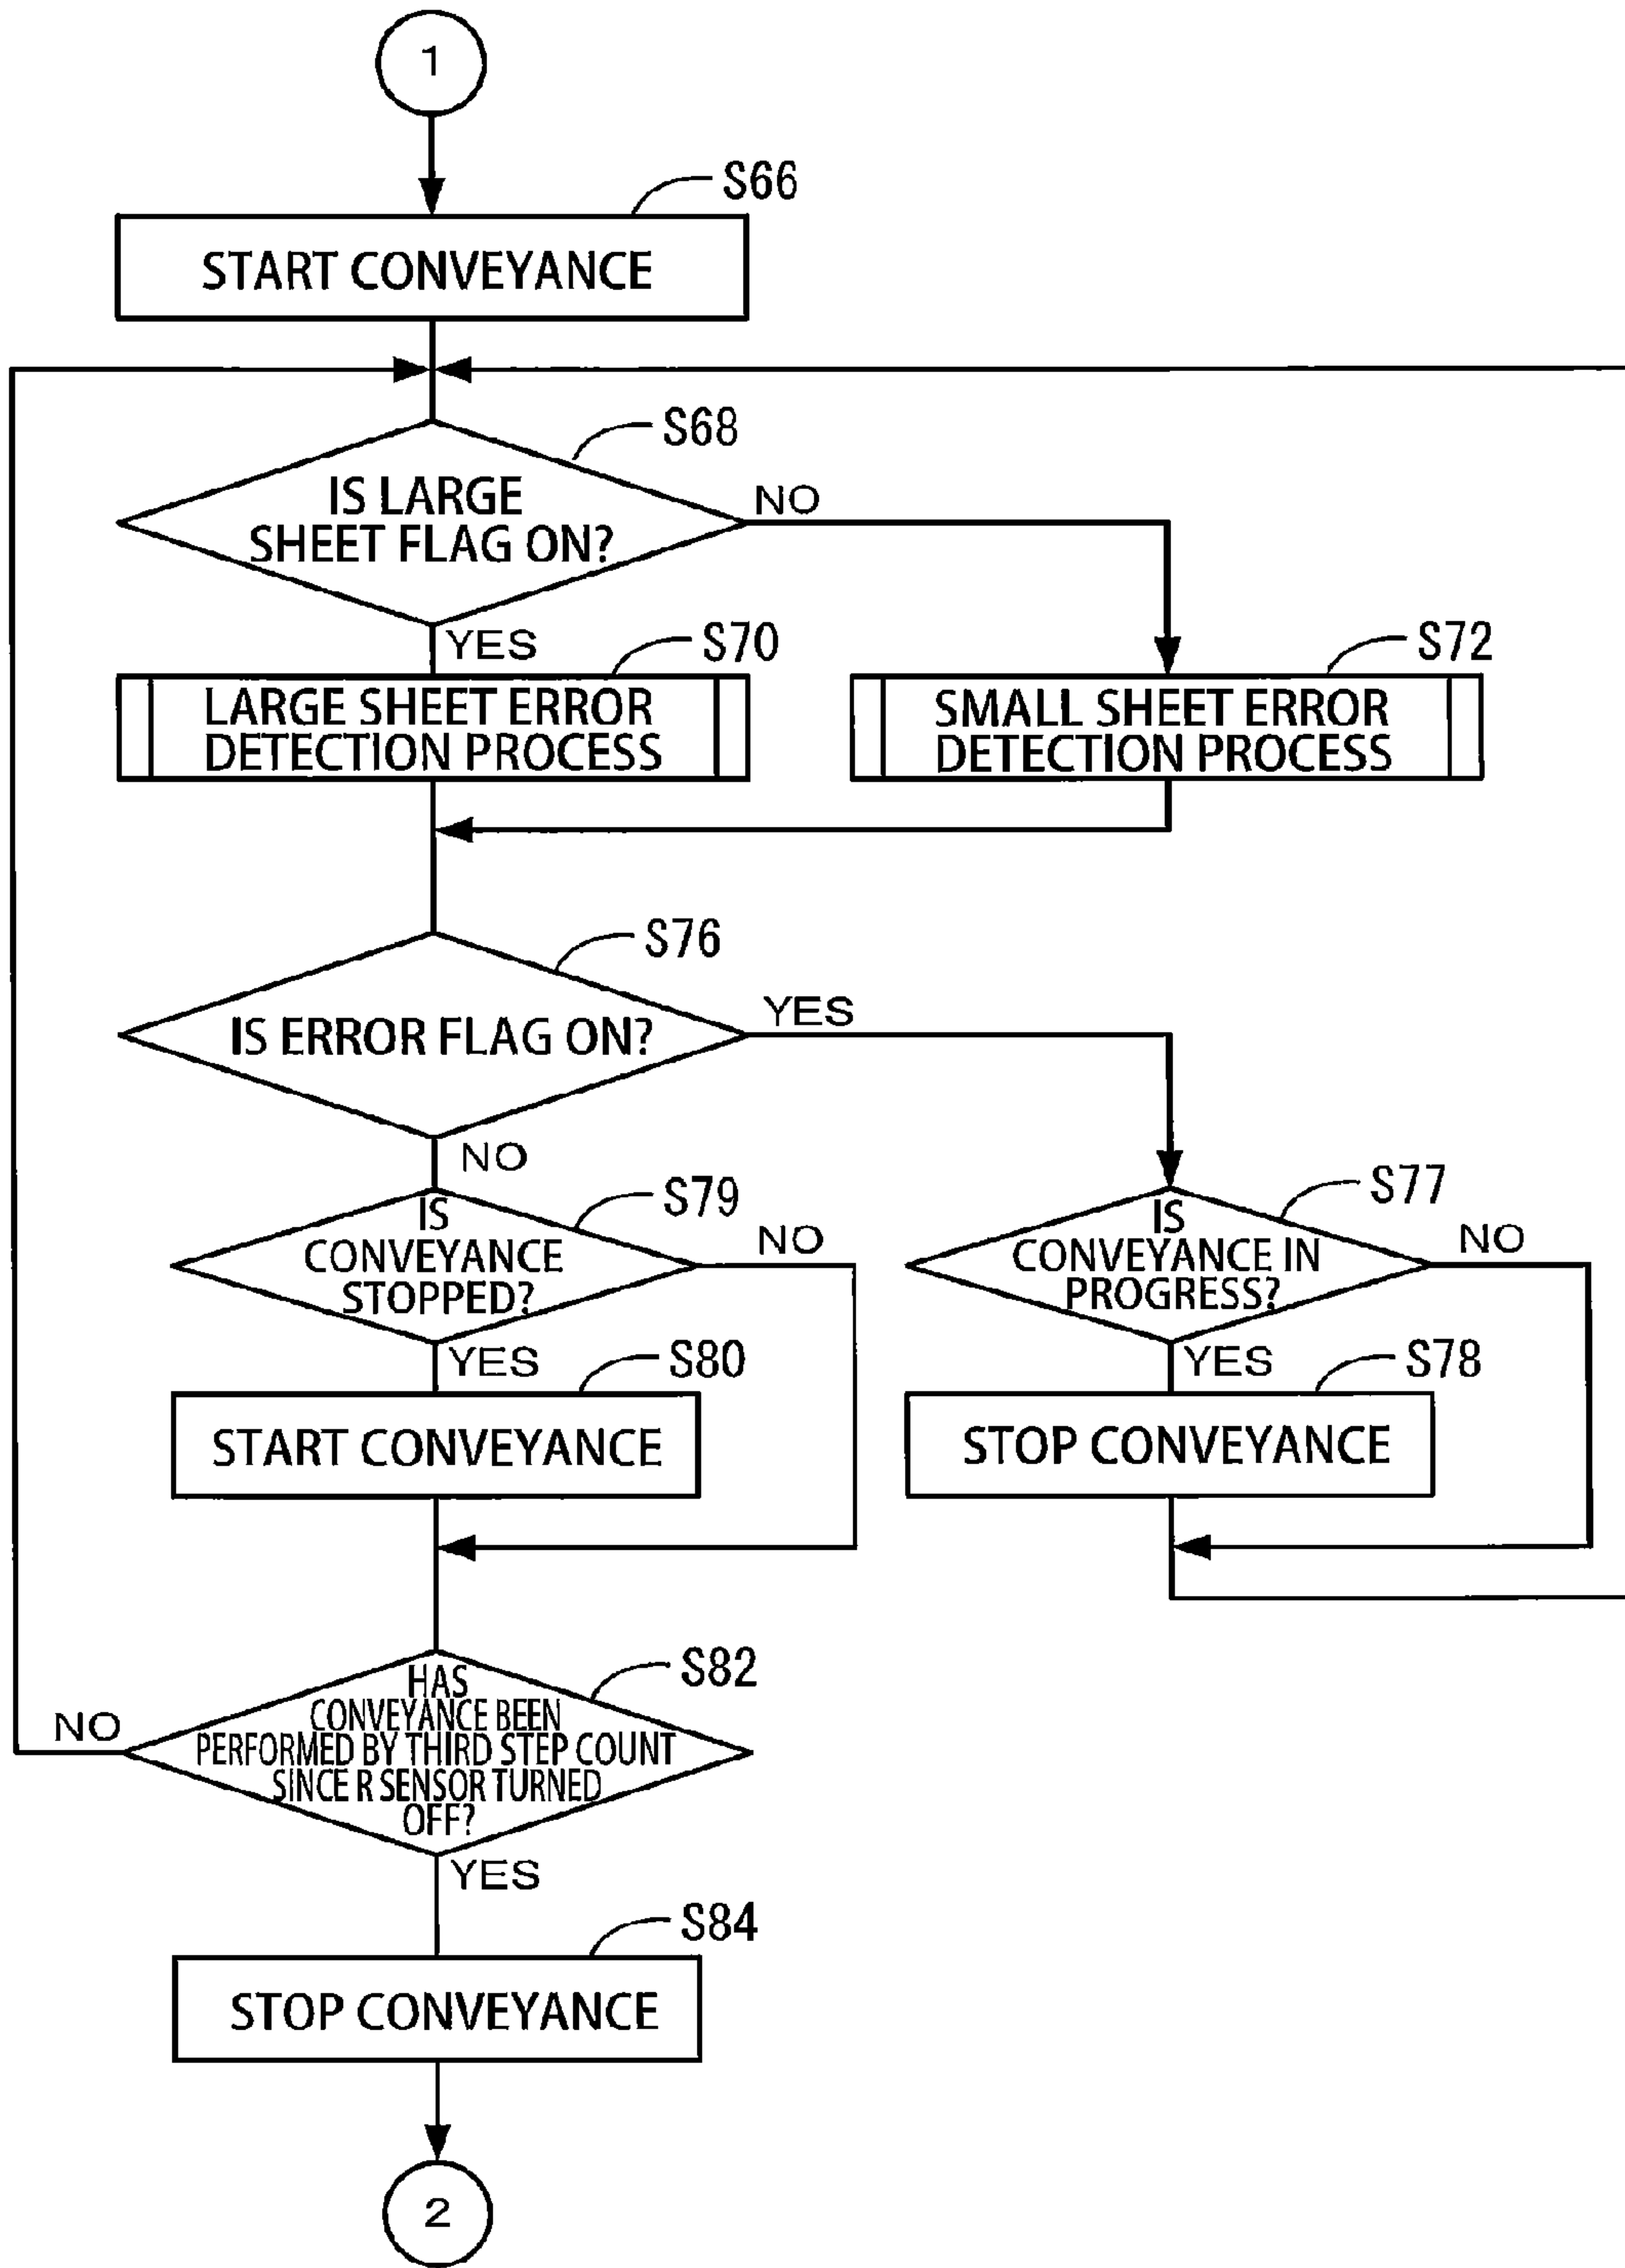 1
S66
START CONVEYANCE
S68
IS LARGE
SHEET FLAG ON?
NO
YES
S70
LARGE SHEET ERROR
DETECTION PROCESS
S72
SMALL SHEET ERROR
DETECTION PROCESS
S76
IS ERROR FLAG ON?
YES
NO
S79
IS
CONVEYANCE
STOPPED?
NO
S77
IS
CONVEYANCE IN
PROGRESS?
NO
YES
S80
START CONVEYANCE
YES
S78
STOP CONVEYANCE
S82
HAS
CONVEYANCE BEEN
PERFORMED BY THIRD STEP COUNT
SINCE R SENSOR TURNED
OFF?
NO
YES
S84
STOP CONVEYANCE
2